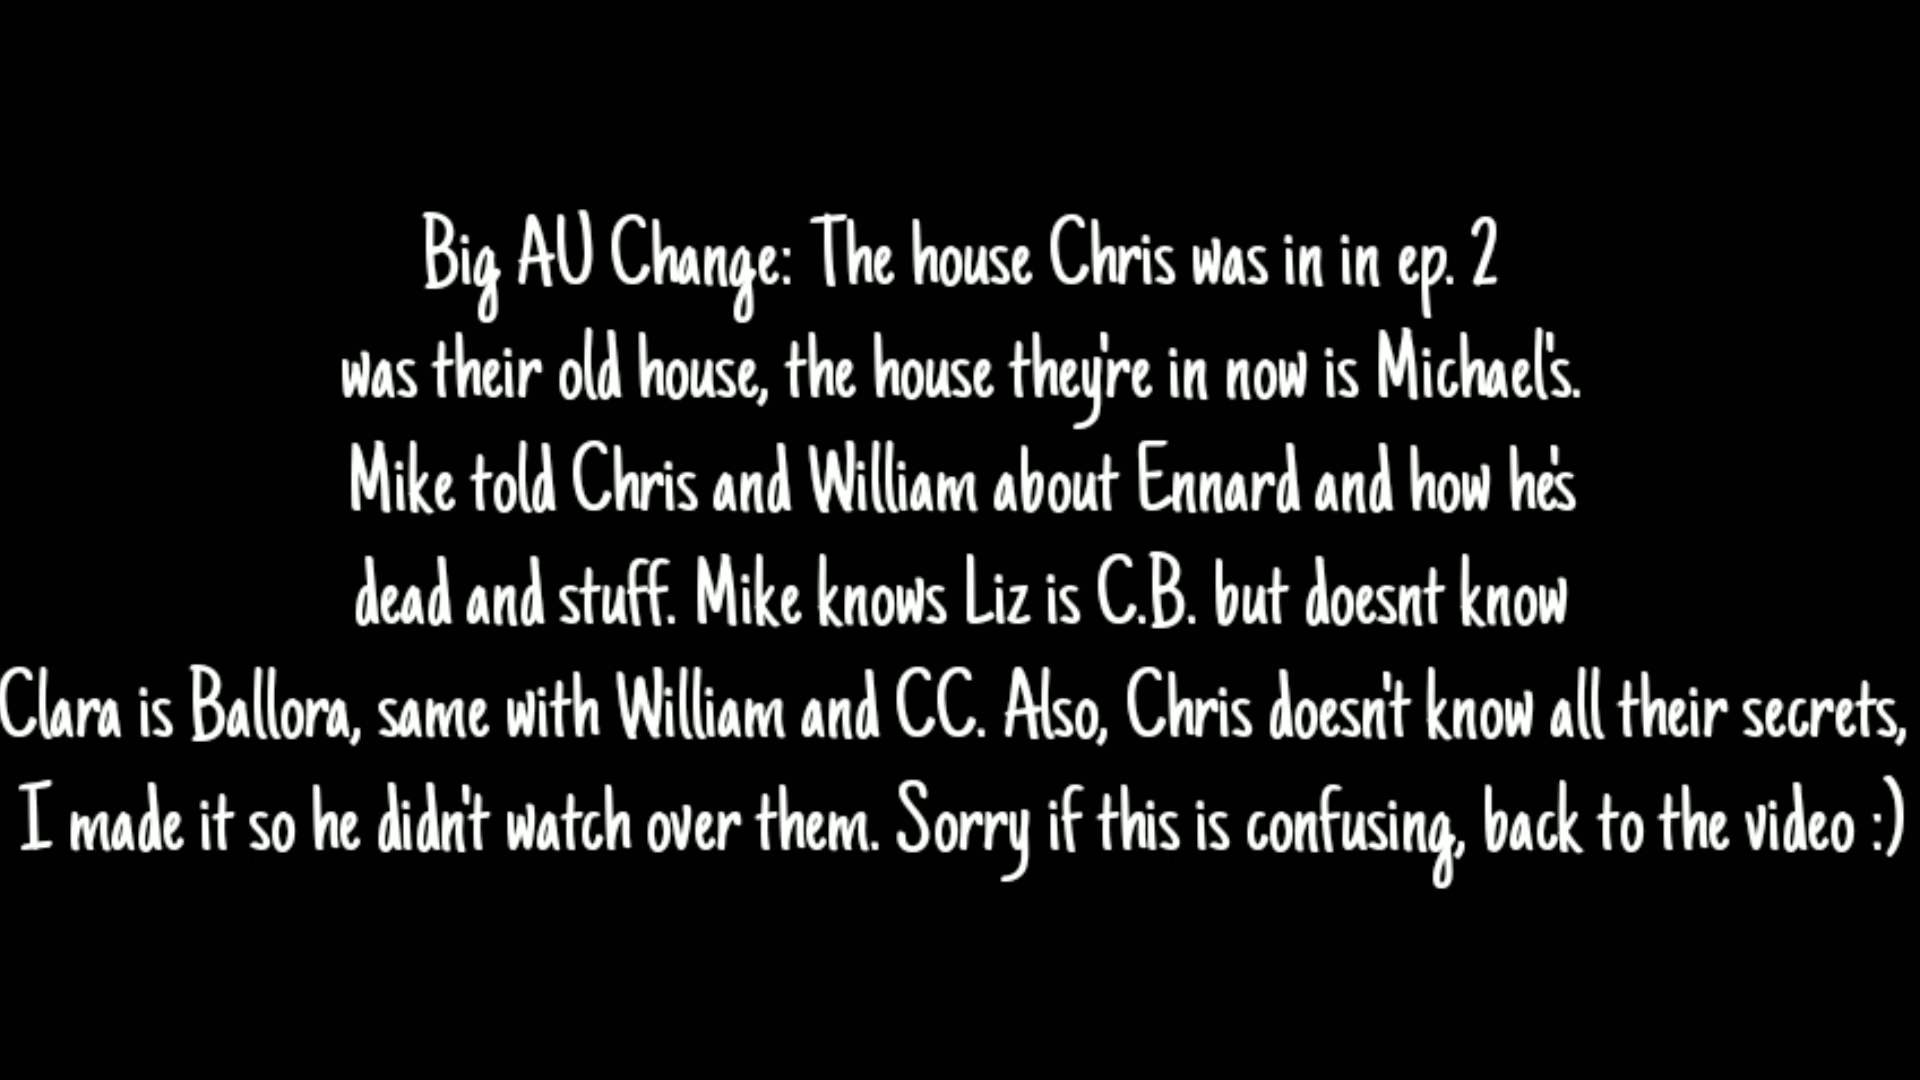 Big AU Change: The house Chris was in in ep. 2
was their old house, the house they're in now is Michael's.
Mike told Chris and William about Ennard and how he's
dead and stuff. Mike knows Liz is C.B. but doesnt know
Clara is Ballora, same with William and CC. Also, Chris doesn't know all their secrets,
I made it so he didn't watch over them. Sorry if this is confusing, back to the video :)